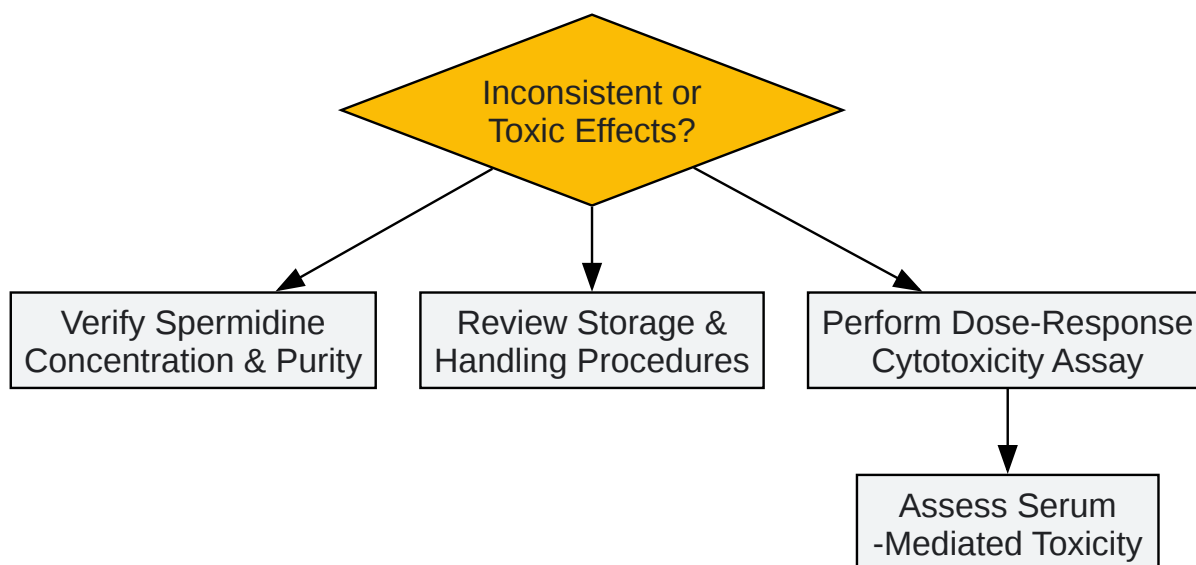 Inconsistent or
Toxic Effects?
Verify Spermidine
Concentration & Purity
Review Storage &
Handling Procedures
Perform Dose-Response
Cytotoxicity Assay
Assess Serum
-Mediated Toxicity